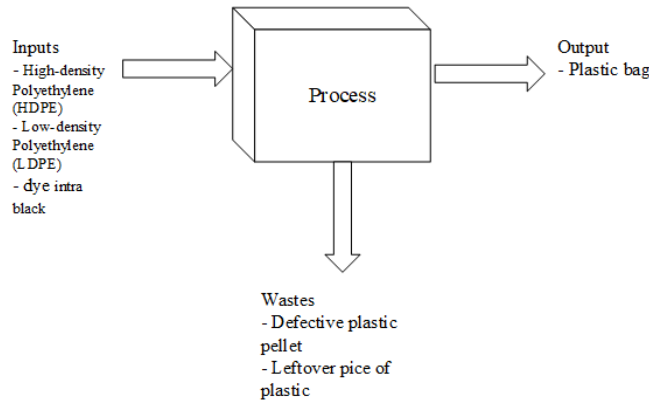 Inputs
- High-density
Polyethylene
(HDPE)
- Low-density
Polyethylene
(LDPE)
- dye intra
black
Process
Output
- Plastic bag
Wastes
- Defective plastic
pellet
- Leftover pice of
plastic